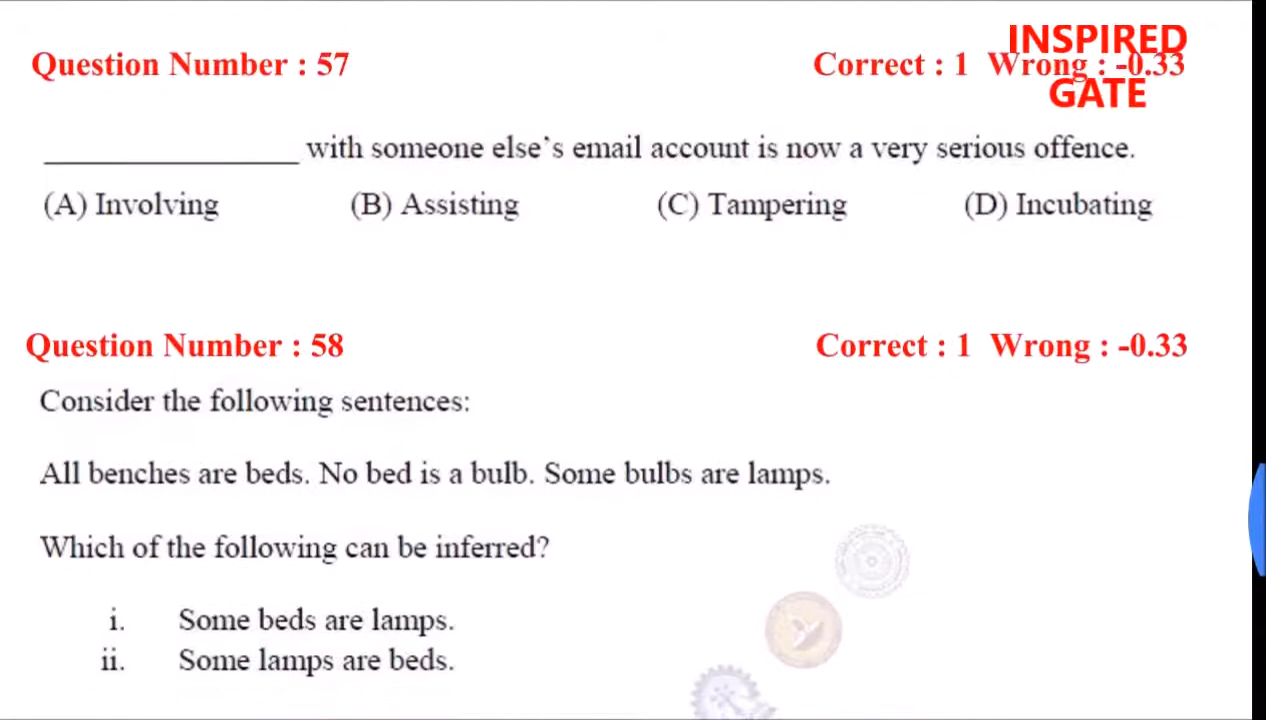 INSPIRED
Question Number : 57 Correct : 1 Wrong : -0.33
GATE
______________ with someone else's email account is now a very serious offence.
(A) Involving (B) Assisting (C) Tampering (D) Incubating
Question Number : 58 Correct : 1 Wrong : -0.33
Consider the following sentences:
All benches are beds. No bed is a bulb. Some bulbs are lamps.
Which of the following can be inferred?
i. Some beds are lamps.
ii. Some lamps are beds.